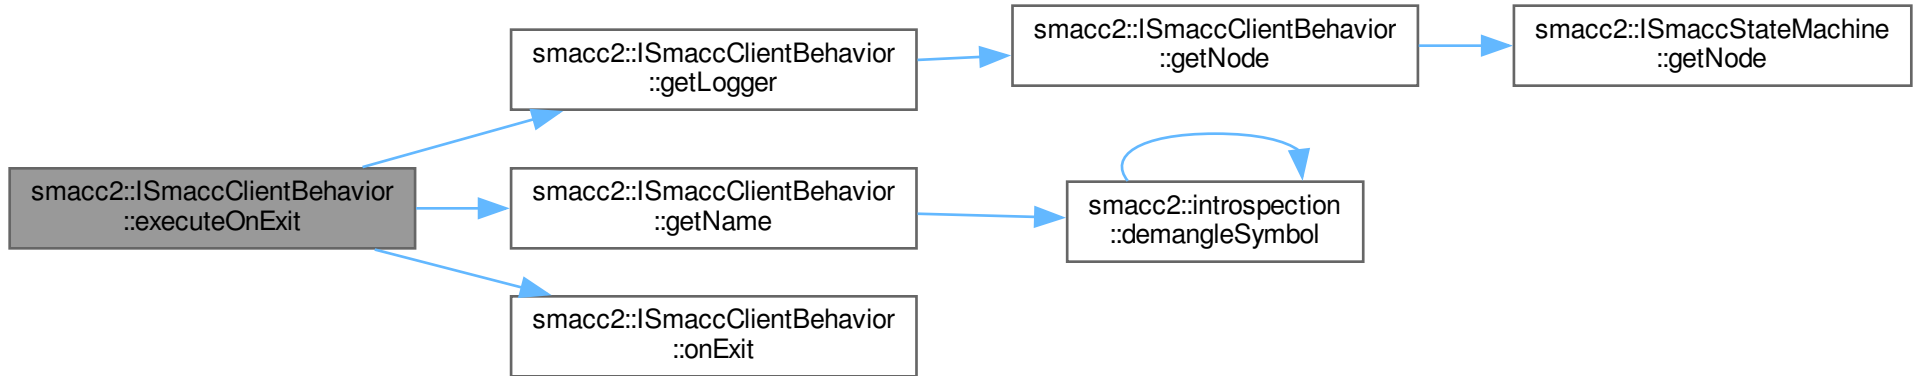 smacc2::ISmaccClientBehavior
::executeOnExit
smacc2::ISmaccClientBehavior
::getLogger
smacc2::ISmaccClientBehavior
::getNode
smacc2::ISmaccStateMachine
::getNode
smacc2::ISmaccClientBehavior
::getName
smacc2::introspection
::demangleSymbol
smacc2::ISmaccClientBehavior
::onExit